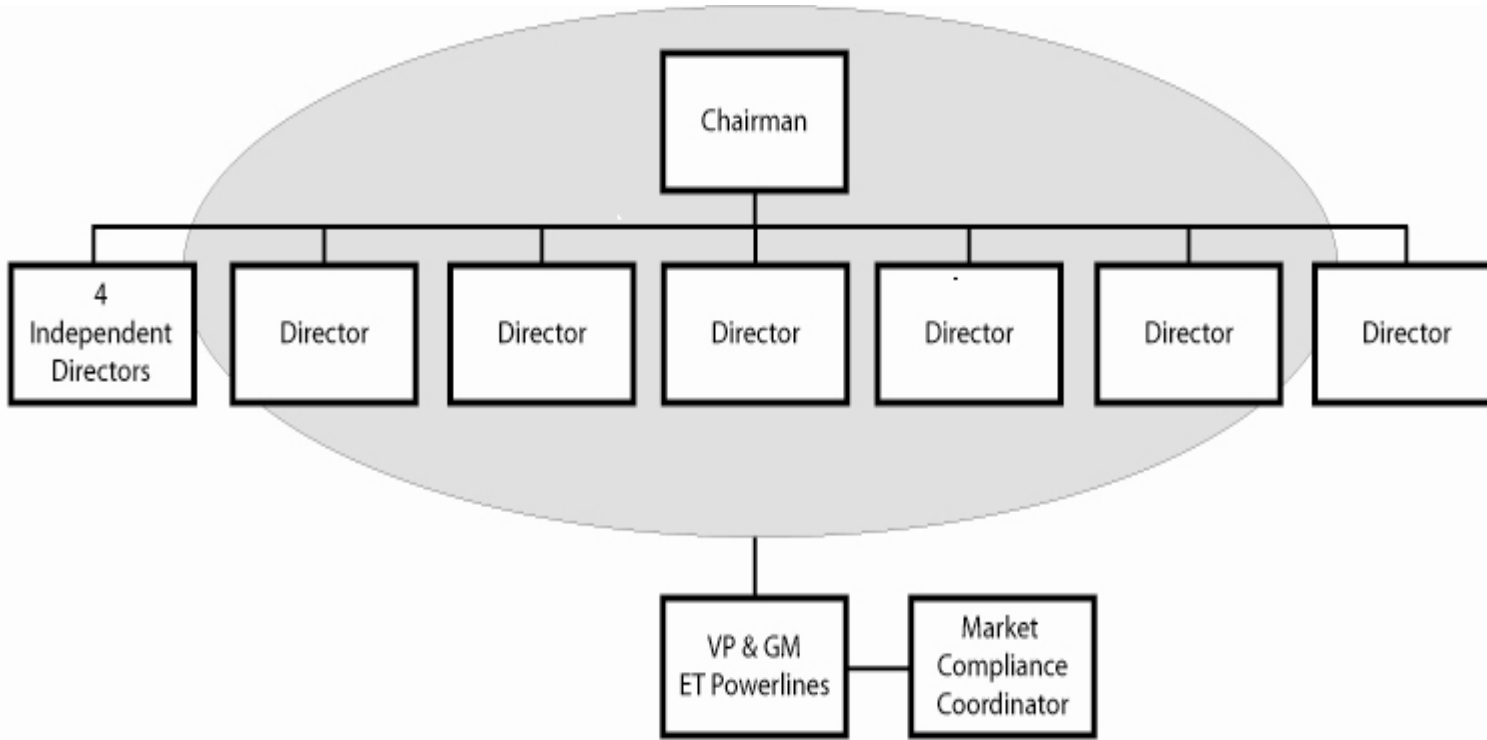 Chairman
4
Independent
Directors
Director
Director
Director
Director
Director
Director
VP & GM
ET Powerlines
Market
Compliance
Coordinator